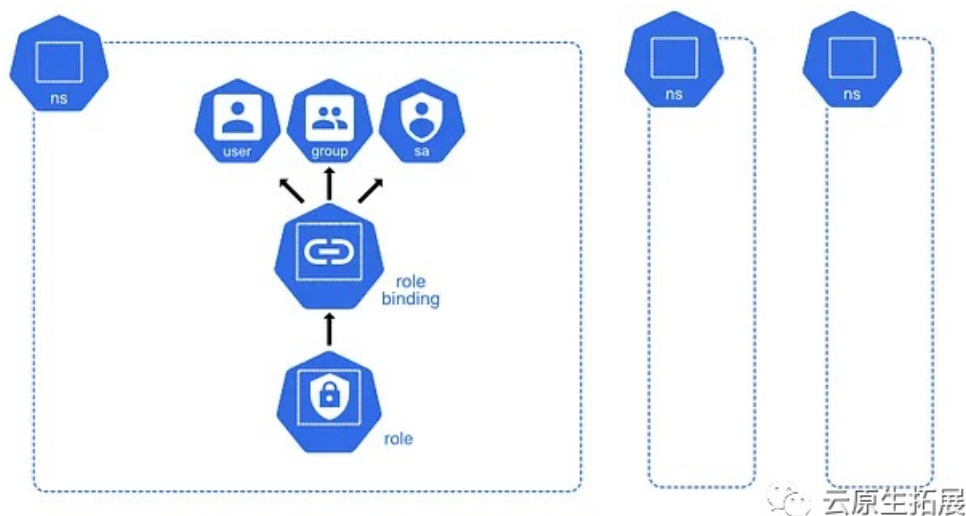 ns
ns
ns
user
group
sa
role
binding
role
云原生拓展